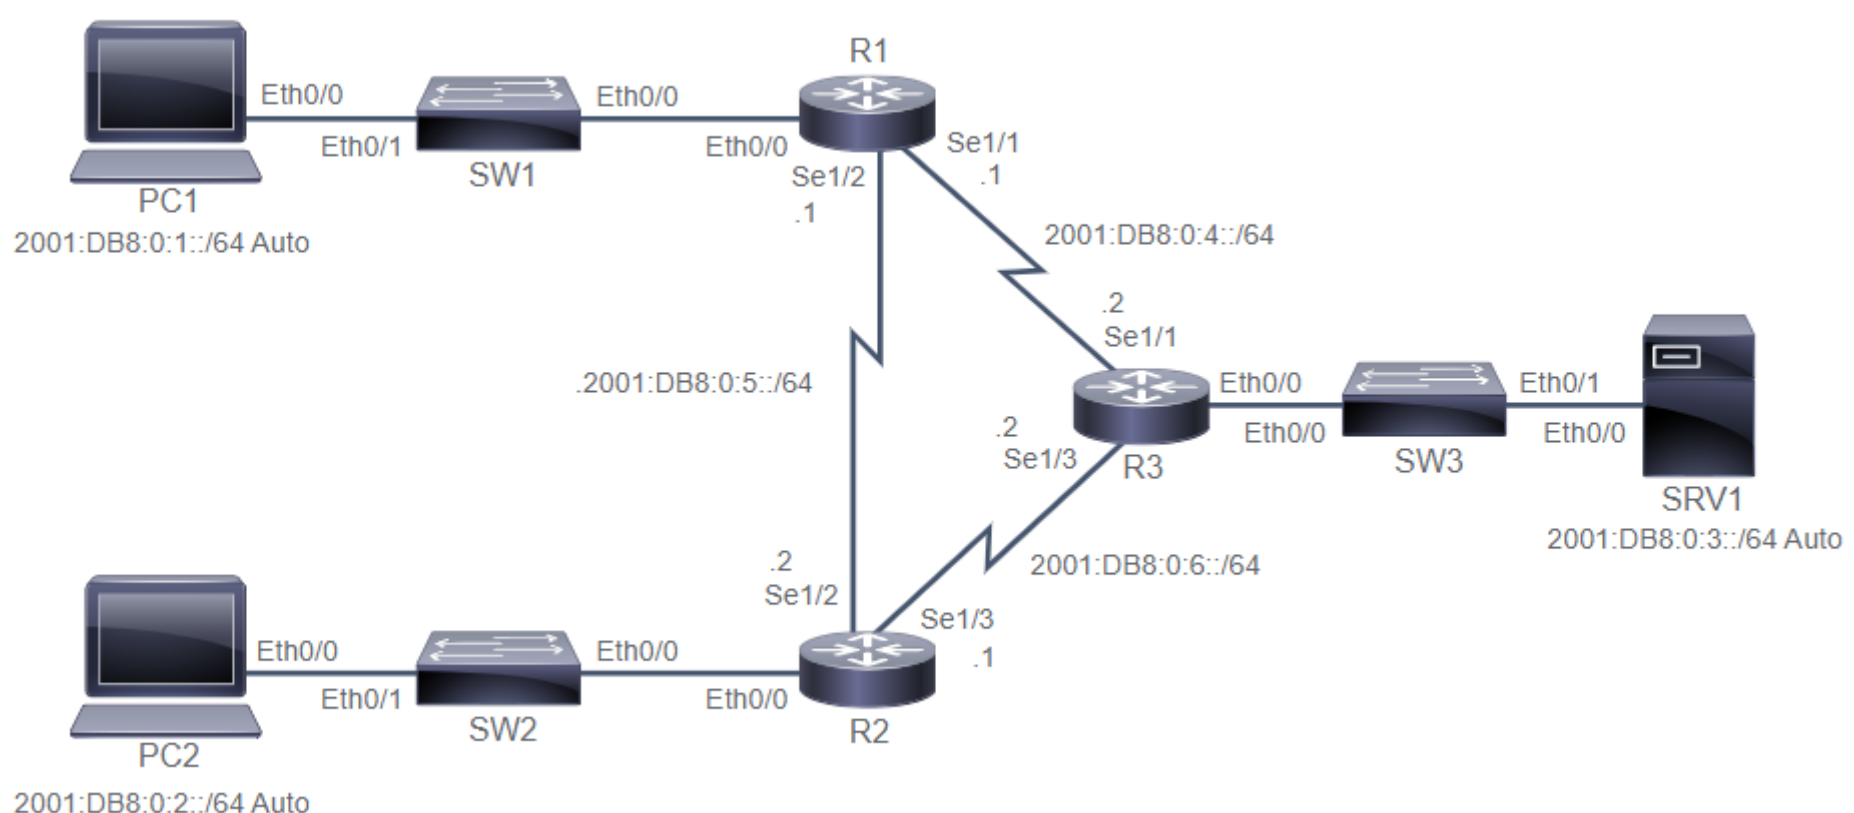 R1
Eth0/0
Eth0/0
Eth0/1
Eth0/0
Se1/1
SW1
Se1/2
.1
PC1
.1
2001:DB8:0:1::/64 Auto
2001:DB8:0:4::/64
.2
Se1/1
.2001:DB8:0:5::/64
Eth0/0
Eth0/1
.2
Eth0/0
Eth0/0
Se1/3
R3
SW3
SRV1
2001:DB8:0:3::/64 Auto
.2
2001:DB8:0:6::/64
Se1/2
Se1/3
Eth0/0
Eth0/0
.1
Eth0/1
Eth0/0
SW2
R2
PC2
2001:DB8:0:2::/64 Auto